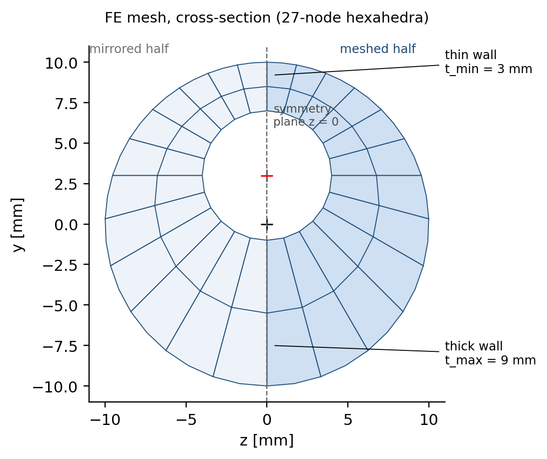 FE mesh, cross-section (27-node hexahedra)
mirrored half
meshed half
thin wall
t_min = 3 mm
symmetry
plane z = 0
thick wall
t_max = 9 mm
10.0
7.5
5.0
2.5
0.0
−2.5
−5.0
−7.5
−10.0
y [mm]
−10 −5 0 5 10
z [mm]